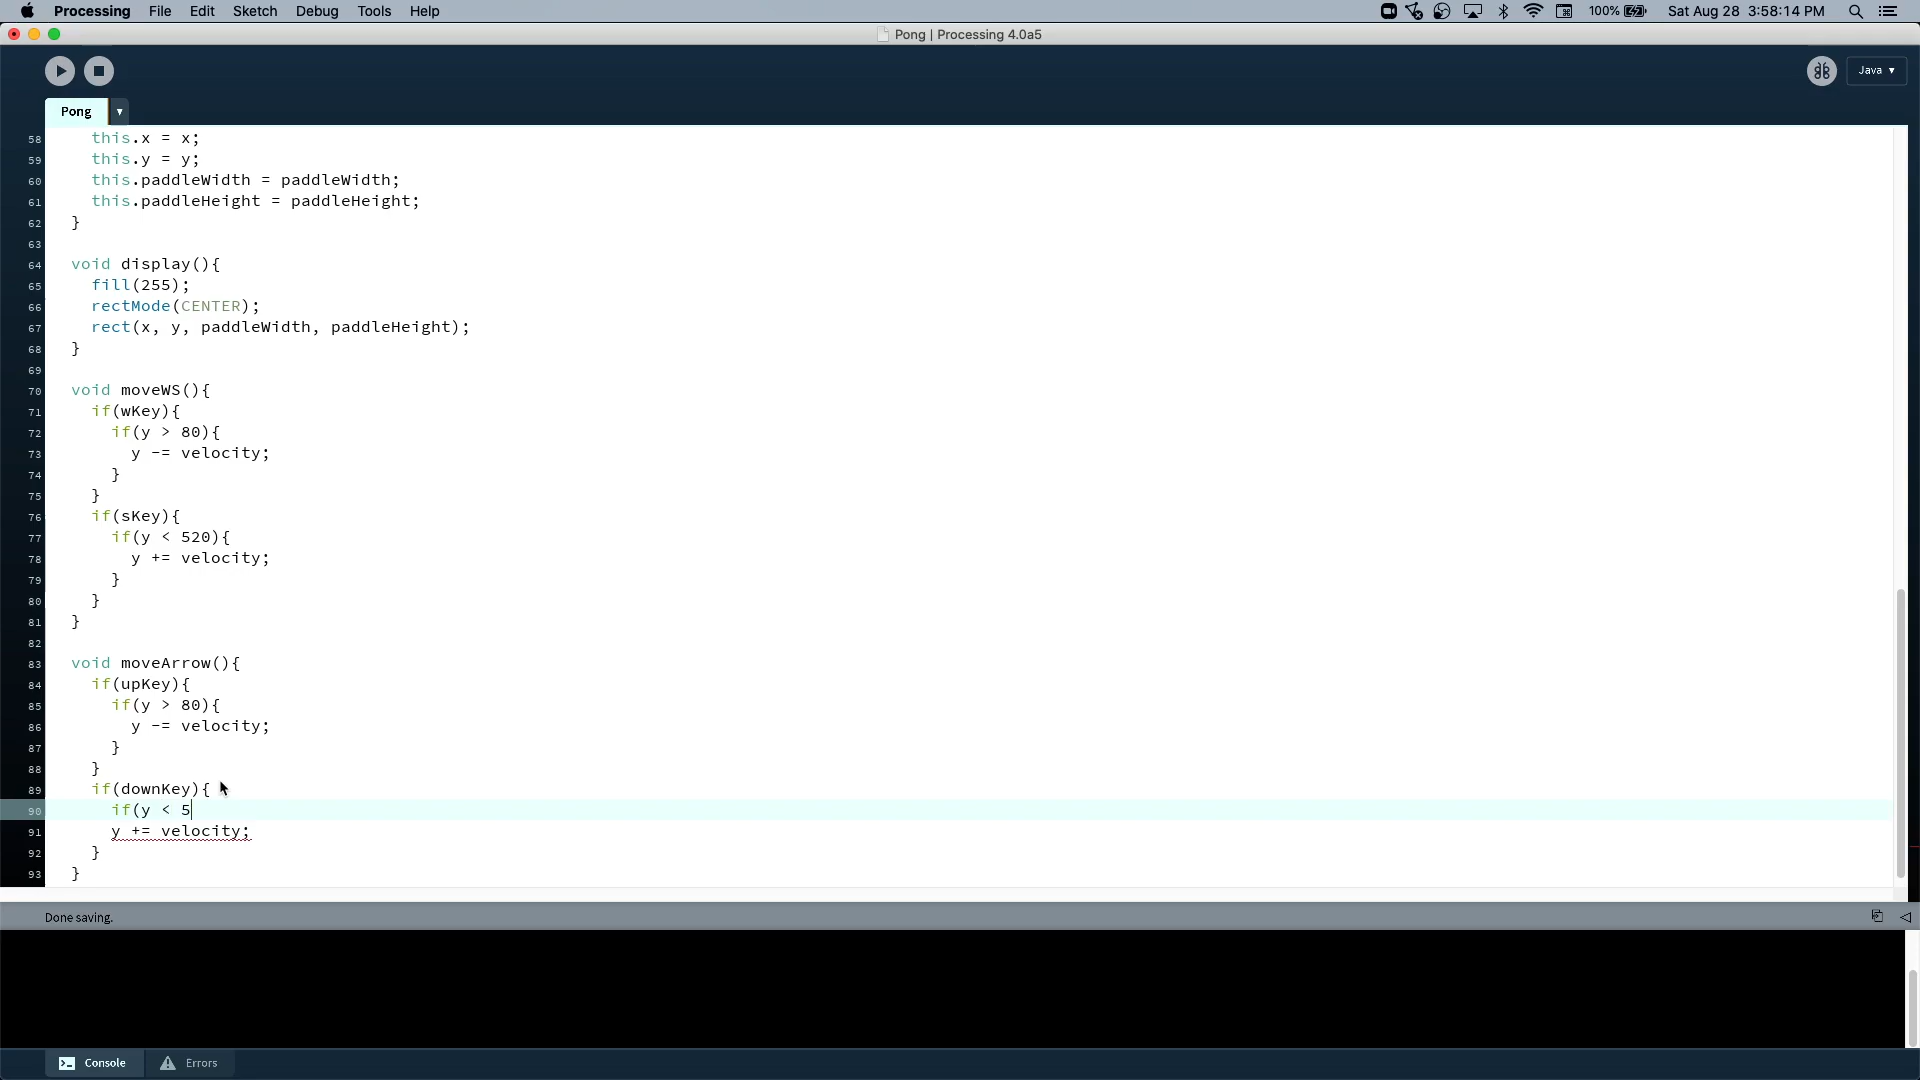 Processing File Edit Sketch Debug Tools Help 100% Sat Aug 28 3:58:14 PM
Pong | Processing 4.0a5
Java ▾
Pong ▾
58 this.x = x;
59 this.y = y;
60 this.paddleWidth = paddleWidth;
61 this.paddleHeight = paddleHeight;
62 }
63
64 void display(){
65 fill(255);
66 rectMode(CENTER);
67 rect(x, y, paddleWidth, paddleHeight);
68 }
69
70 void moveWS(){
71 if(wKey){
72 if(y > 80){
73 y -= velocity;
74 }
75 }
76 if(sKey){
77 if(y < 520){
78 y += velocity;
79 }
80 }
81 }
82
83 void moveArrow(){
84 if(upKey){
85 if(y > 80){
86 y -= velocity;
87 }
88 }
89 if(downKey){
90 if(y < 5
91 y += velocity;
92 }
93 }
Done saving.
Console Errors